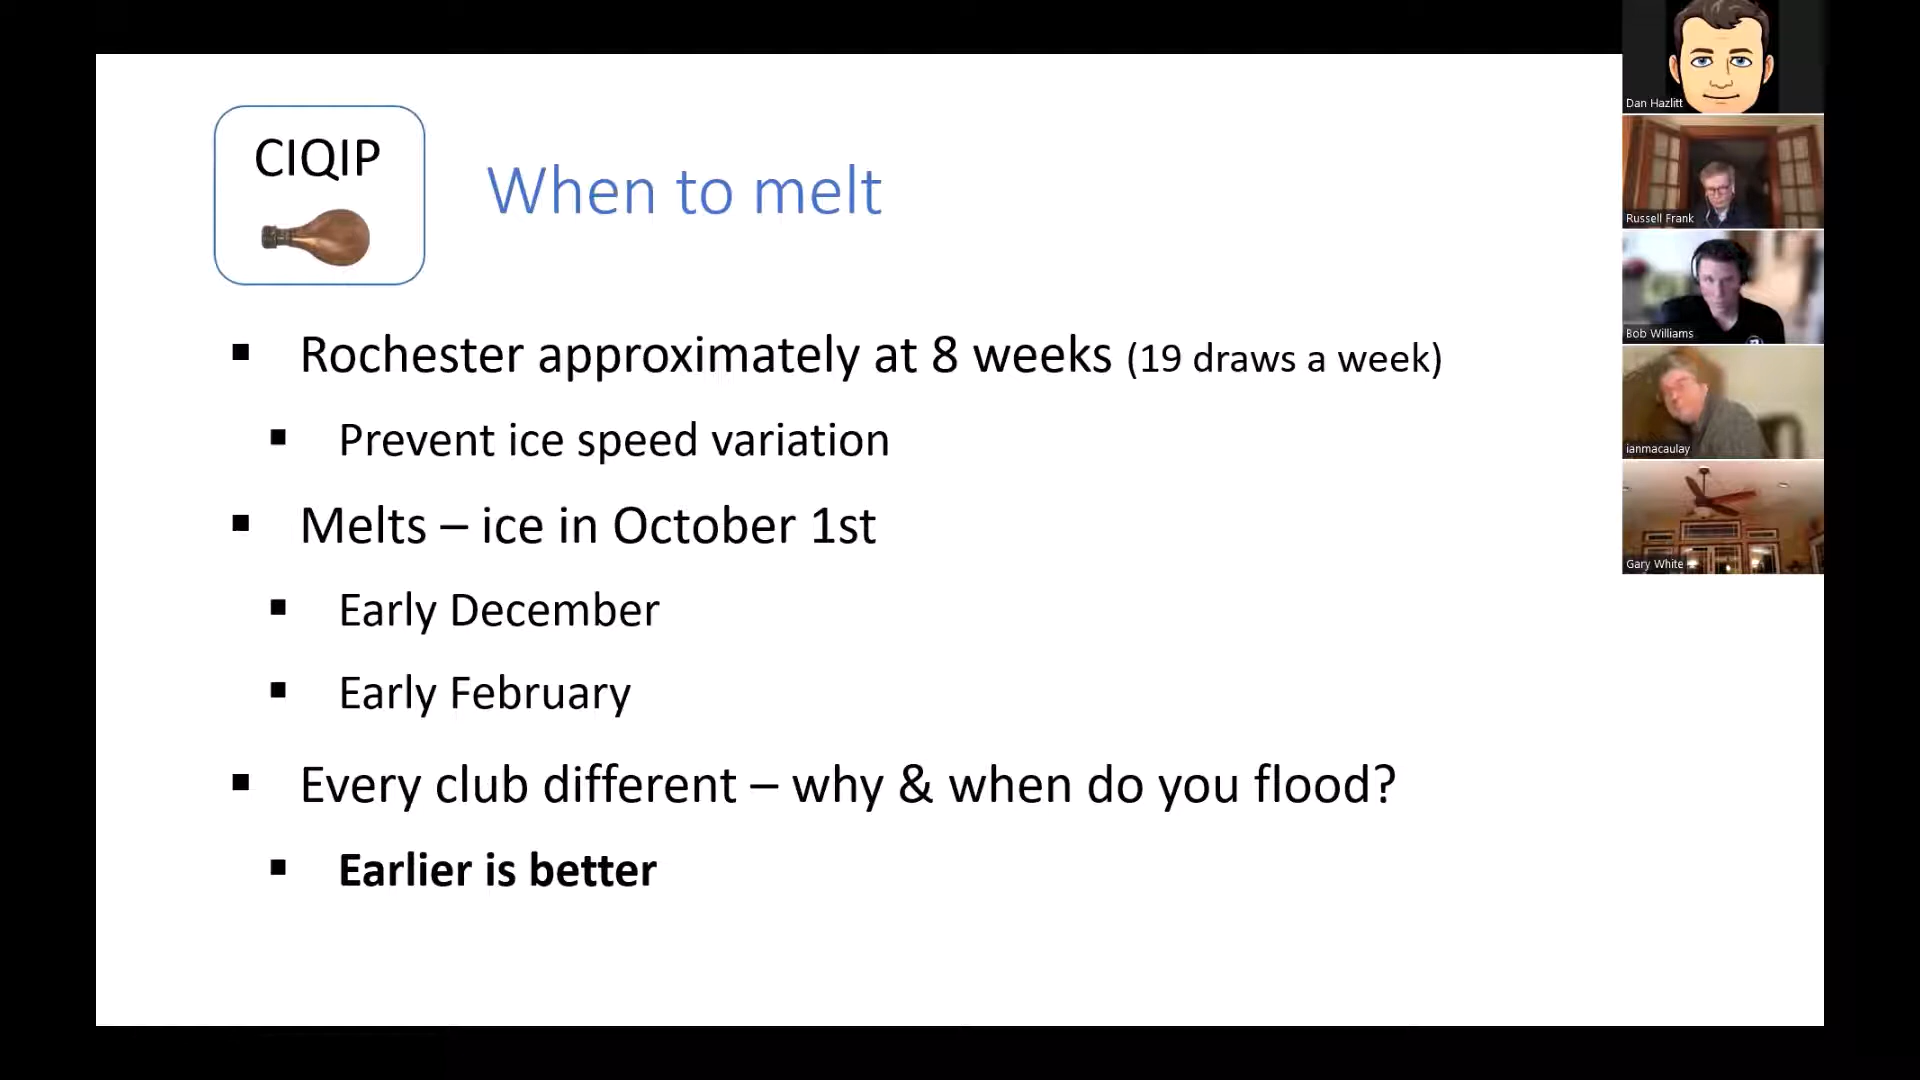 CIQIP
When to melt
Rochester approximately at 8 weeks (19 draws a week)
Prevent ice speed variation
Melts – ice in October 1st
Early December
Early February
Every club different – why & when do you flood?
Earlier is better
Dan Hazlitt
Russell Frank
Bob Williams
ianmacaulay
Gary White